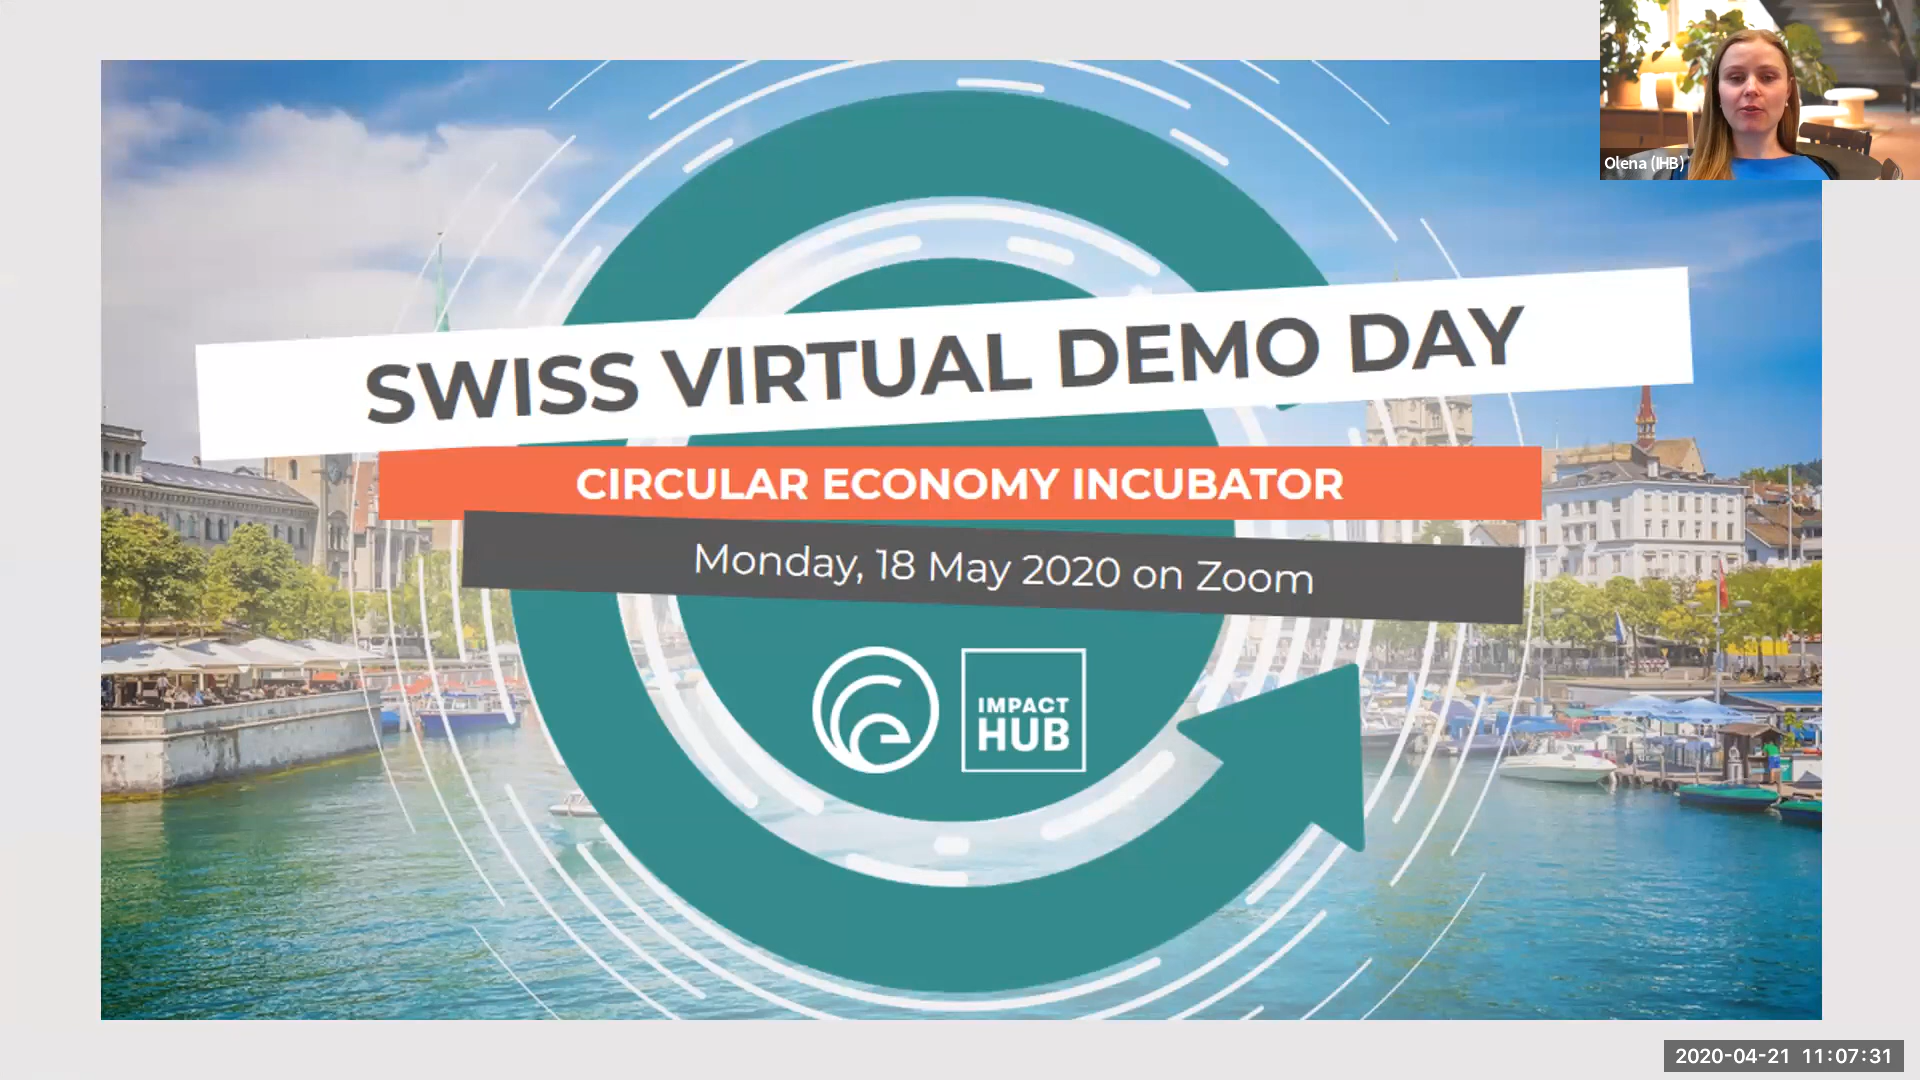 Olena (IHB)
SWISS VIRTUAL DEMO DAY
CIRCULAR ECONOMY INCUBATOR
Monday, 18 May 2020 on Zoom
IMPACT
HUB
2020-04-21 11:07:31